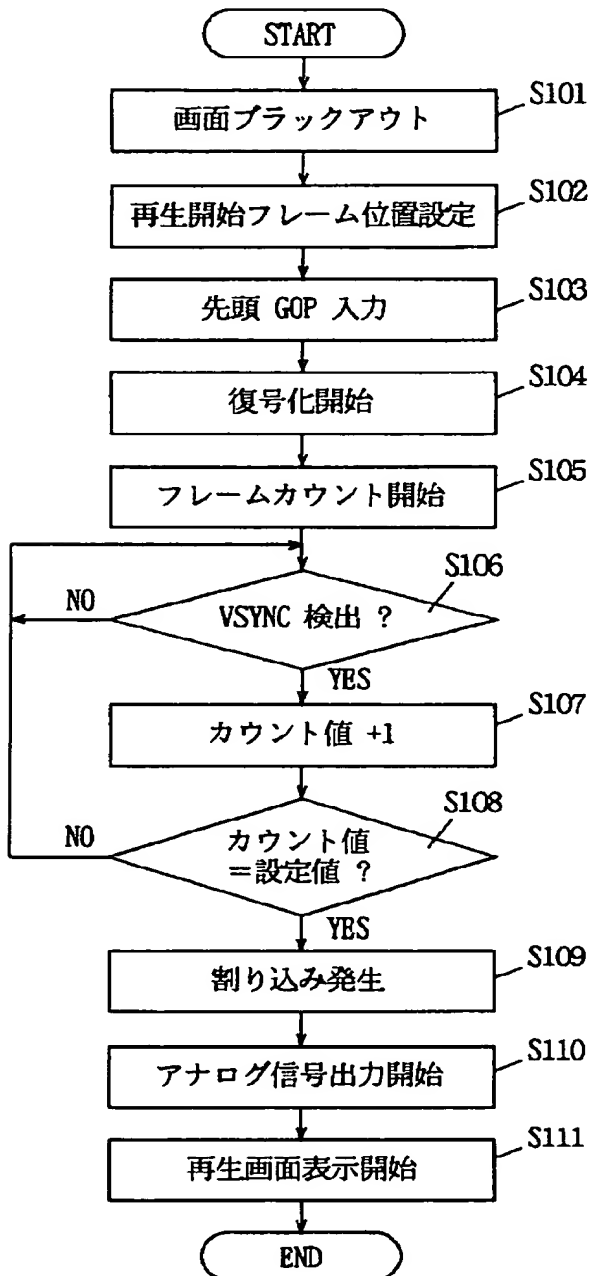 START
画面ブラックアウト
S101
再生開始フレーム位置設定
S102
先頭 GOP 入力
S103
復号化開始
S104
フレームカウント開始
S105
VSYNC 検出 ?
S106
NO
YES
カウント値 +1
S107
カウント値
=設定値 ?
S108
NO
YES
割り込み発生
S109
アナログ信号出力開始
S110
再生画面表示開始
S111
END